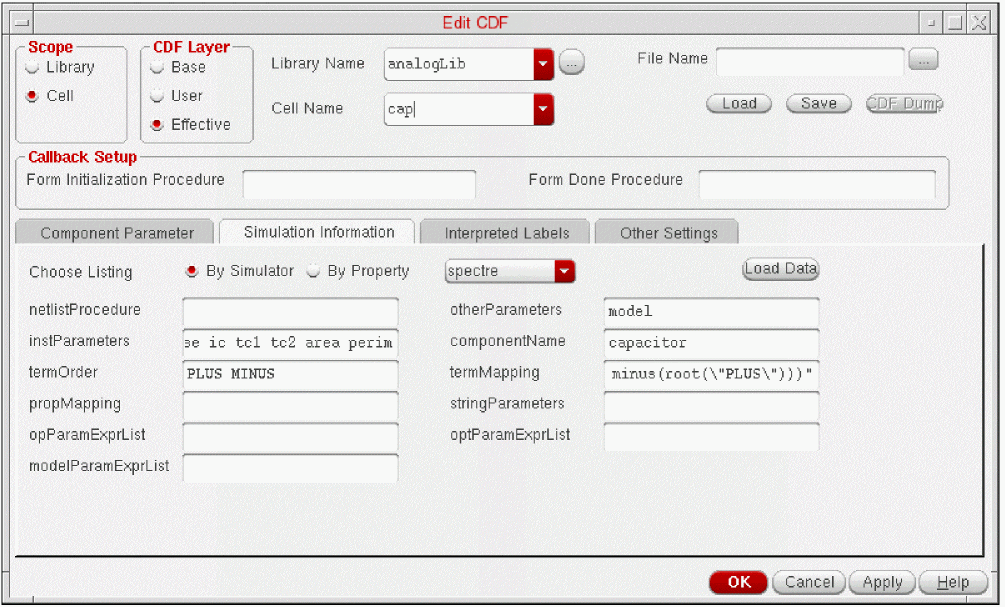 Edit CDF
Scope
Library
Cell
CDF Layer
Base
User
Effective
Library Name analogLib ...
Cell Name cap
File Name ...
Load Save CDF Dump
Callback Setup
Form Initialization Procedure Form Done Procedure
Component Parameter Simulation Information Interpreted Labels Other Settings
Choose Listing By Simulator By Property spectre Load Data
netlistProcedure otherParameters model
instParameters se ic tc1 tc2 area perim componentName capacitor
termOrder PLUS MINUS termMapping minus(root(\"PLUS\")))"
propMapping stringParameters
opParamExprList optParamExprList
modelParamExprList
OK Cancel Apply Help